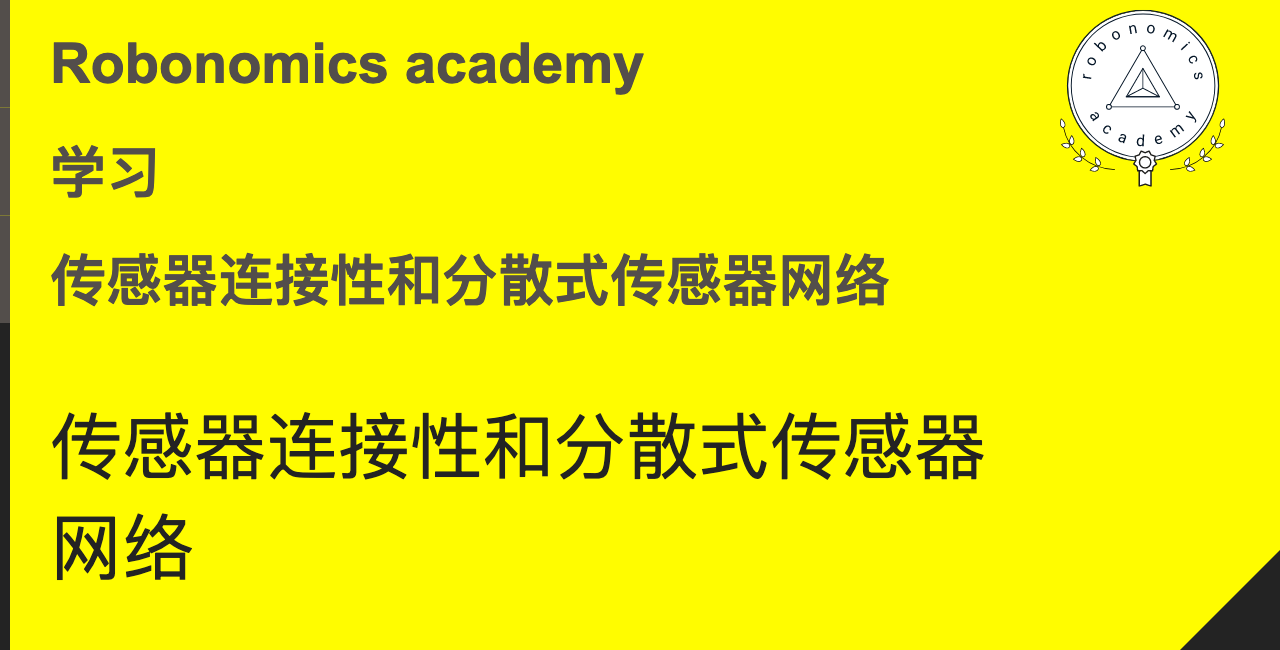 Robonomics academy
robonomics
academy
学习
传感器连接性和分散式传感器网络
传感器连接性和分散式传感器
网络